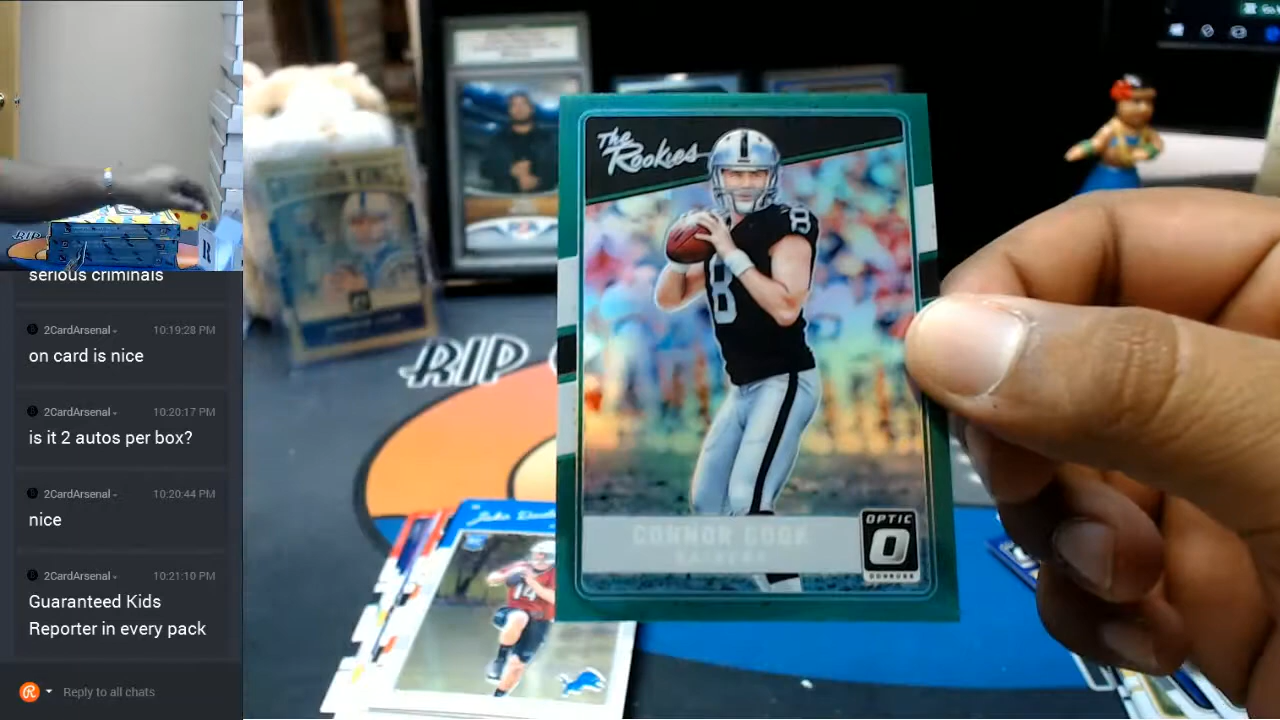 serious criminals
2CardArsenal 10:19:28 PM
on card is nice
2CardArsenal 10:20:17 PM
is it 2 autos per box?
2CardArsenal 10:20:44 PM
nice
2CardArsenal 10:21:10 PM
Guaranteed Kids
Reporter in every pack
Reply to all chats
RIP
R
RIP
The
Rookies
8
8
CONNOR COOK
RAIDERS
OPTIC
O
DONRUSS
14